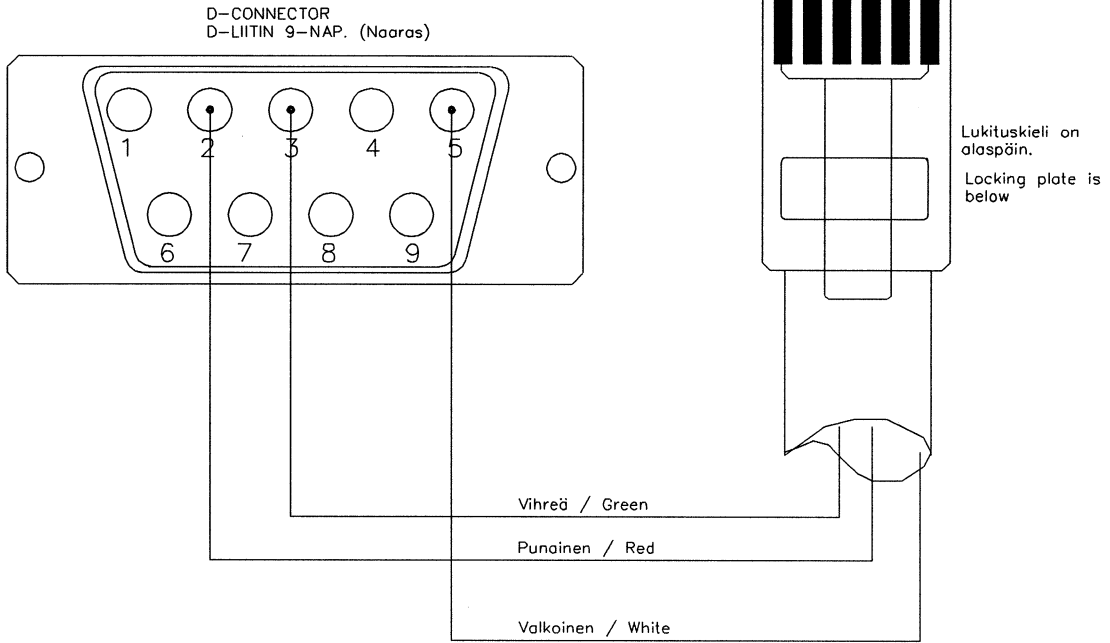 D-CONNECTOR
D-LIITIN 9-NAP. (Naaras)
1 2 3 4 5
6 7 8 9
Lukituskieli on
alaspäin.
Locking plate is
below
Vihreä / Green
Punainen / Red
Valkoinen / White